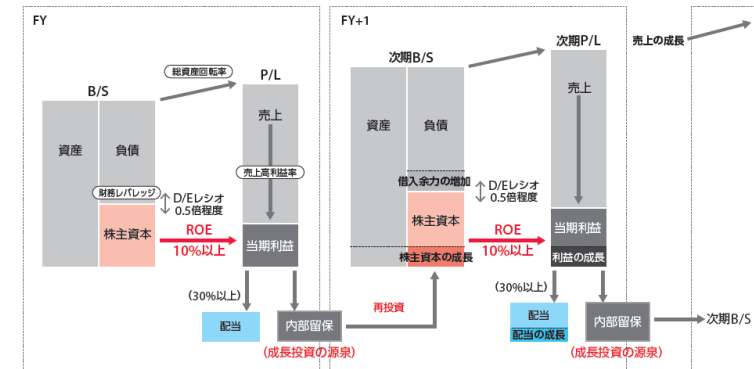 FY
B/S
総資産回転率
P/L
資産
負債
売上
財務レバレッジ
D/Eレシオ
0.5倍程度
売上高利益率
株主資本
ROE
10%以上
当期利益
(30%以上)
配当
内部留保
(成長投資の源泉)
再投資
FY+1
次期B/S
次期P/L
資産
負債
売上
借入余力の増加
D/Eレシオ
0.5倍程度
株主資本
株主資本の成長
ROE
10%以上
当期利益
利益の成長
(30%以上)
配当
配当の成長
内部留保
(成長投資の源泉)
売上の成長
次期B/S